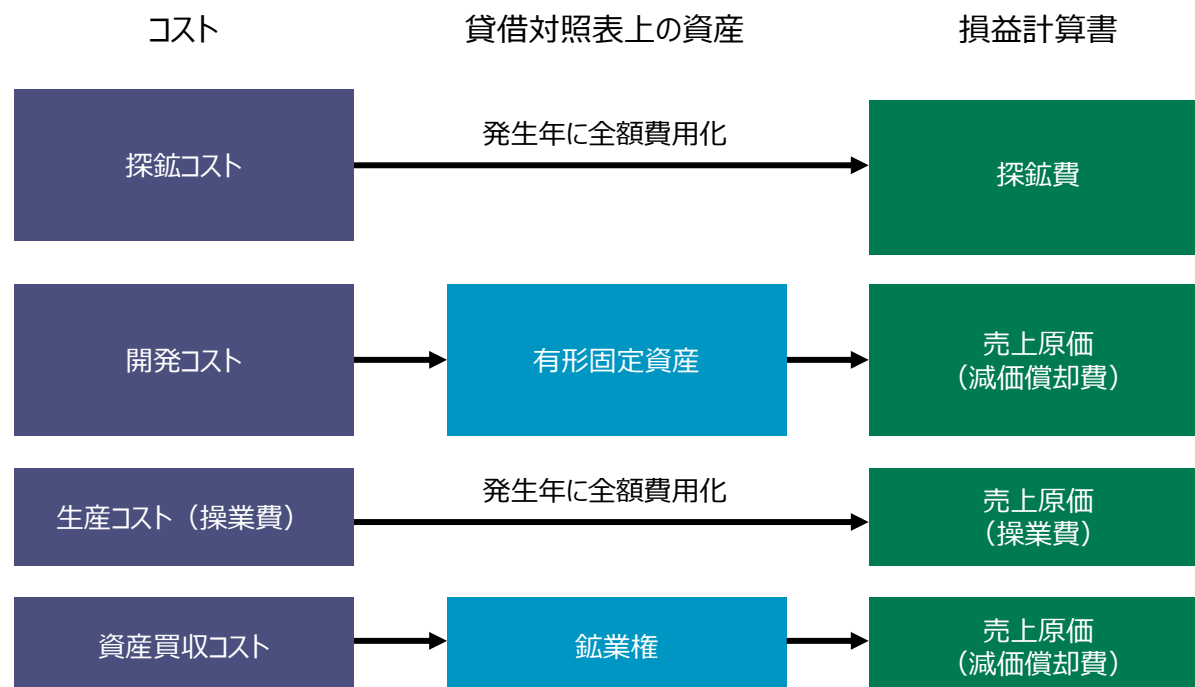 コスト
貸借対照表上の資産
損益計算書
探鉱コスト
発生年に全額費用化
探鉱費
開発コスト
有形固定資産
売上原価
（減価償却費）
生産コスト（操業費）
発生年に全額費用化
売上原価
（操業費）
資産買収コスト
鉱業権
売上原価
（減価償却費）